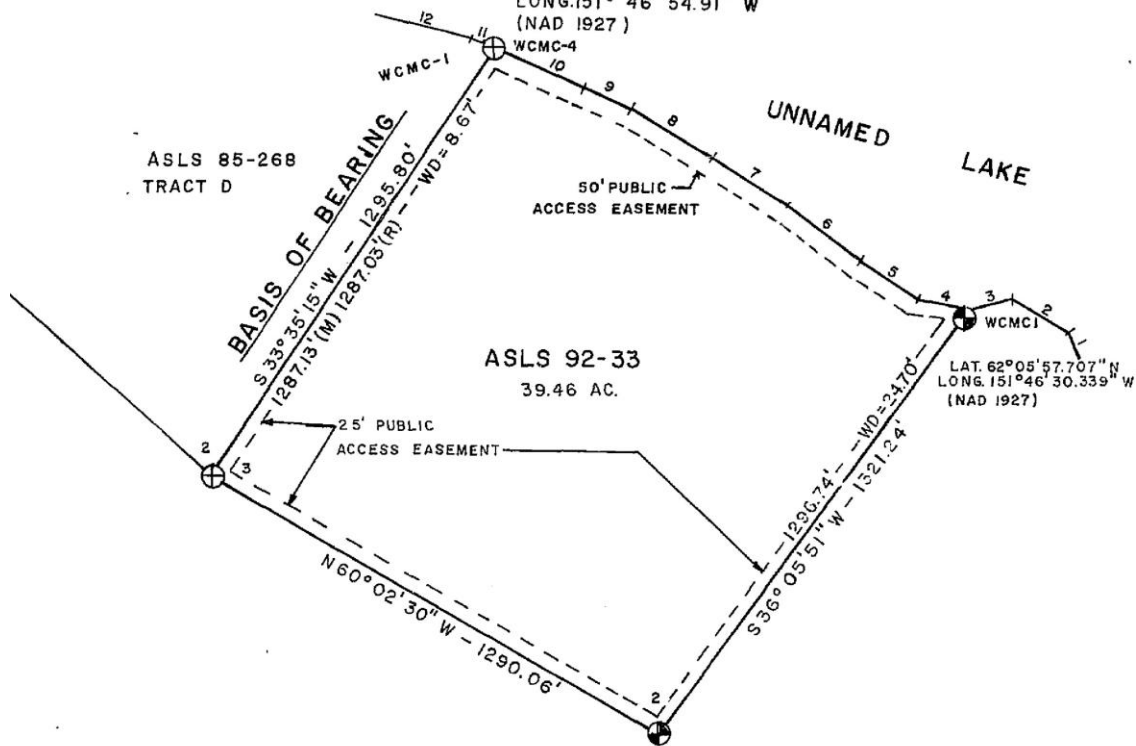 LONG.151° 46' 54.91" W
(NAD 1927)
12
11
WCMC-4
WCMC-1
10
9
8
7
6
5
4
3
2
UNNAMED
LAKE
ASLS 85-268
TRACT D
BASIS OF BEARING
S 33° 35' 15" W - 1295.80'
1287.13'(M) 1287.03'(R) - WD=8.67'
50' PUBLIC
ACCESS EASEMENT
WCMC1
LAT. 62°05'57.707" N
LONG. 151°46'30.339" W
(NAD 1927)
ASLS 92-33
39.46 AC.
25' PUBLIC
ACCESS EASEMENT
2
3
1296.74' - WD=24.70'
S 36° 05' 51" W - 1321.24'
N 60° 02' 30" W - 1290.06'
2